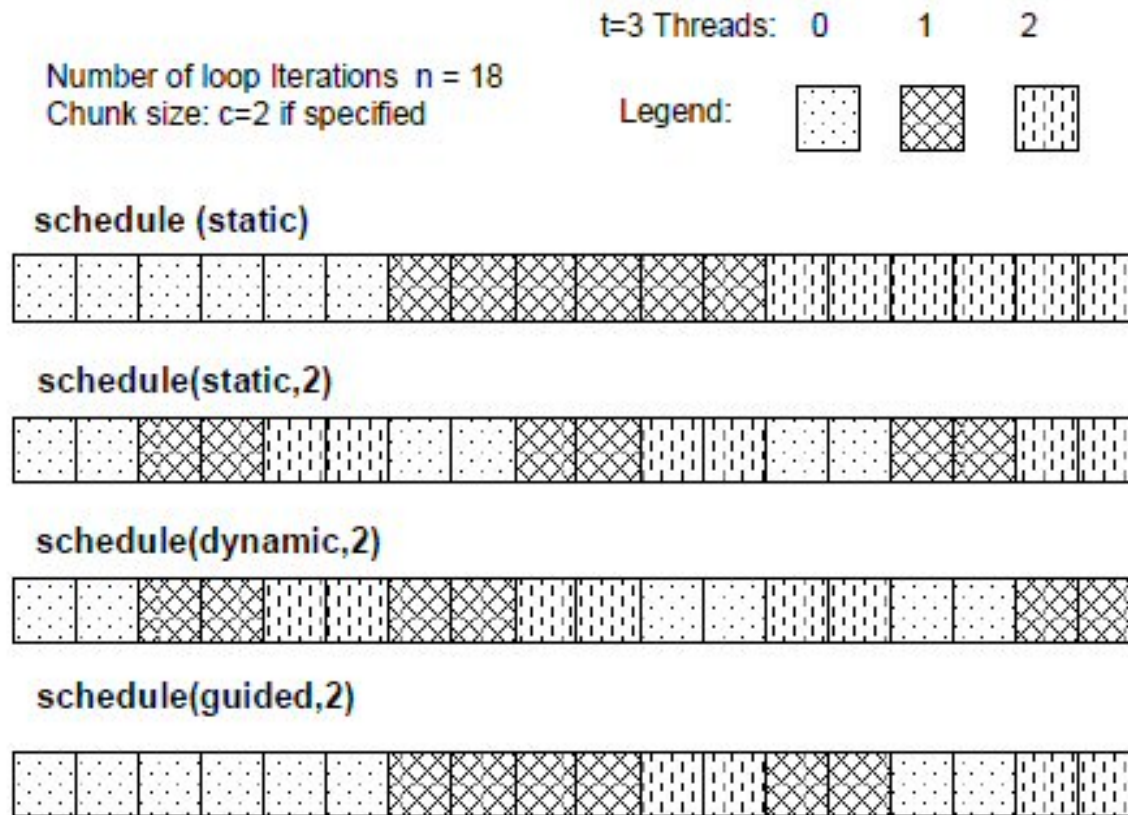 t=3 Threads: 0 1 2
Number of loop Iterations n = 18
Chunk size: c=2 if specified
Legend:
schedule (static)
schedule(static,2)
schedule(dynamic,2)
schedule(guided,2)